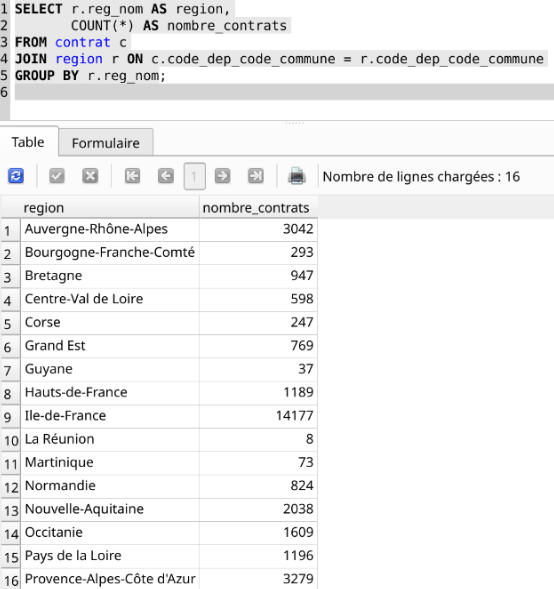 1 SELECT r.reg_nom AS region,
2 COUNT(*) AS nombre_contrats
3 FROM contrat c
4 JOIN region r ON c.code_dep_code_commune = r.code_dep_code_commune
5 GROUP BY r.reg_nom;
6
Table Formulaire
1 Nombre de lignes chargées : 16
region nombre_contrats
1 Auvergne-Rhône-Alpes 3042
2 Bourgogne-Franche-Comté 293
3 Bretagne 947
4 Centre-Val de Loire 598
5 Corse 247
6 Grand Est 769
7 Guyane 37
8 Hauts-de-France 1189
9 Ile-de-France 14177
10 La Réunion 8
11 Martinique 73
12 Normandie 824
13 Nouvelle-Aquitaine 2038
14 Occitanie 1609
15 Pays de la Loire 1196
16 Provence-Alpes-Côte d'Azur 3279